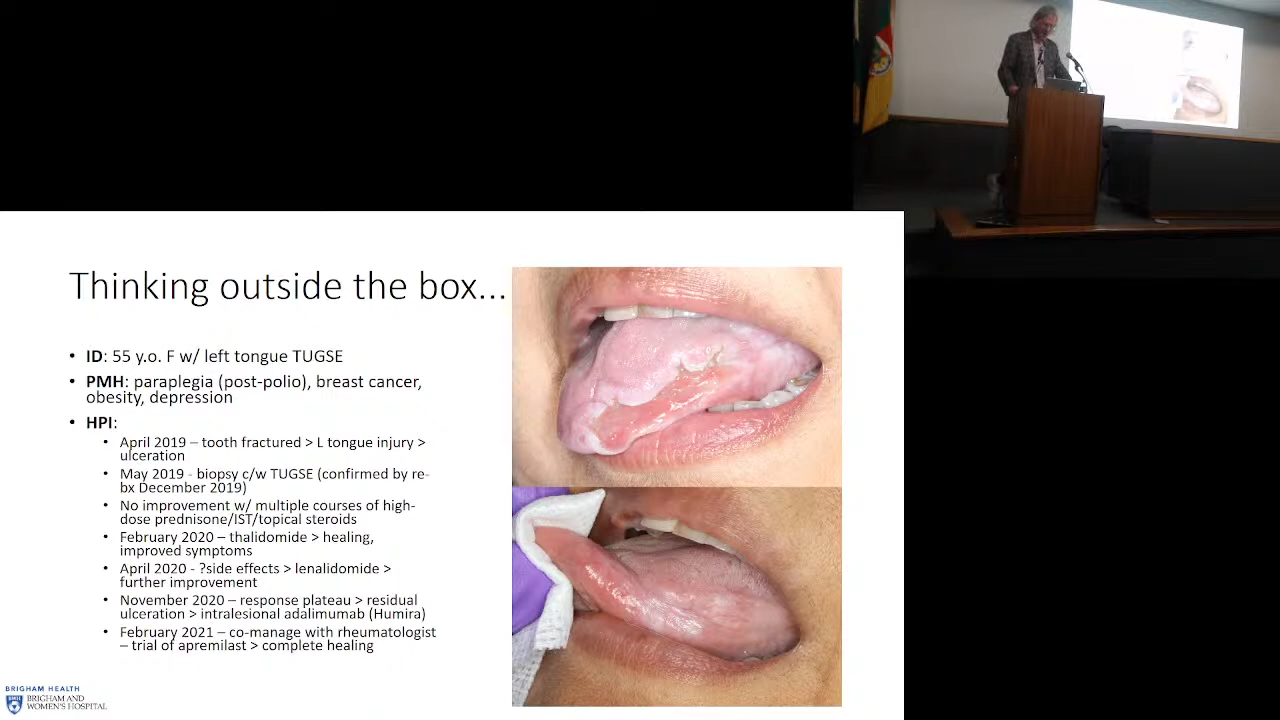 Thinking outside the box...
• ID: 55 y.o. F w/ left tongue TUGSE
• PMH: paraplegia (post-polio), breast cancer,
obesity, depression
• HPI:
• April 2019 – tooth fractured > L tongue injury >
ulceration
• May 2019 - biopsy c/w TUGSE (confirmed by re-
bx December 2019)
• No improvement w/ multiple courses of high-
dose prednisone/IST/topical steroids
• February 2020 – thalidomide > healing,
improved symptoms
• April 2020 - ?side effects > lenalidomide >
further improvement
• November 2020 – response plateau > residual
ulceration > intralesional adalimumab (Humira)
• February 2021 – co-manage with rheumatologist
– trial of apremilast > complete healing
BRIGHAM HEALTH
BRIGHAM AND
WOMEN'S HOSPITAL